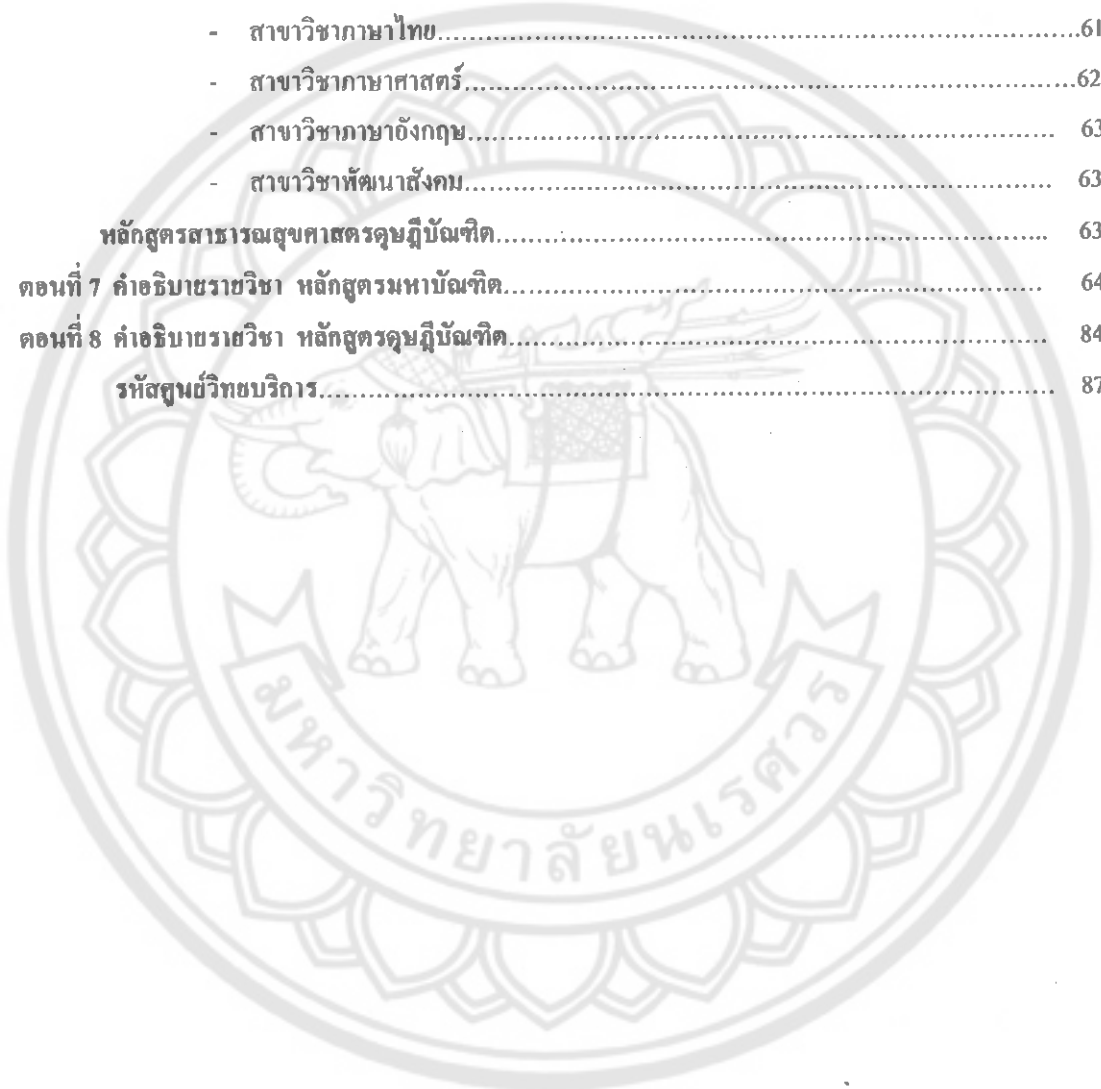 - สาขาวิชาภาษาไทย.....................................................................................61
- สาขาวิชาภาษาศาสตร์.................................................................................62
- สาขาวิชาภาษาอังกฤษ............................................................................. 63
- สาขาวิชาพัฒนาสังคม............................................................................. 63
หลักสูตรสาธารณสุขศาสตรดุษฎีบัณฑิต......................................................................... 63
ตอนที่ 7 คำอธิบายรายวิชา หลักสูตรมหาบัณฑิต....................................................................... 64
ตอนที่ 8 คำอธิบายรายวิชา หลักสูตรดุษฎีบัณฑิต....................................................................... 84
รหัสศูนย์วิทยบริการ................................................................................................. 87
มหาวิทยาลัยนเรศวร